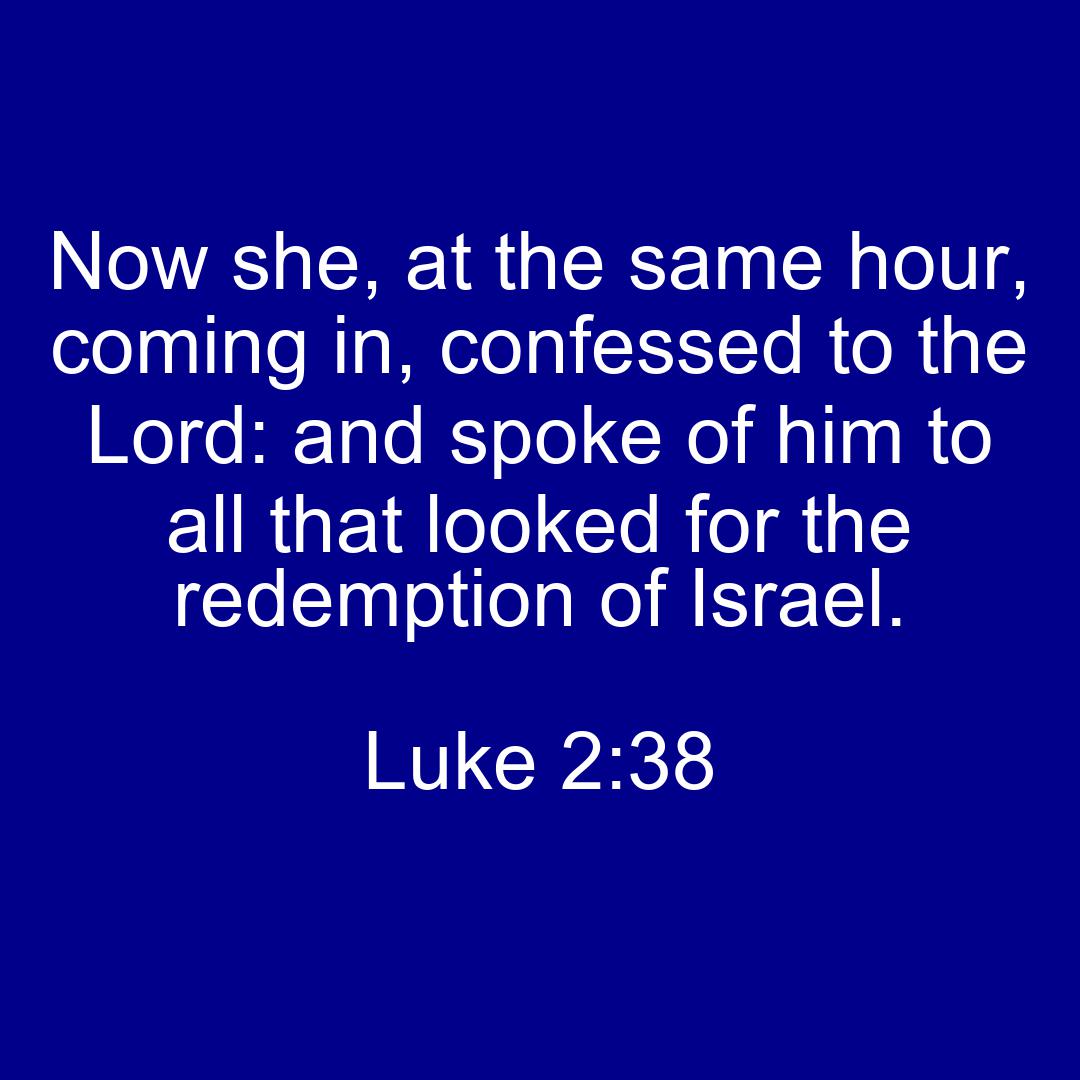 Now she, at the same hour,
coming in, confessed to the
Lord: and spoke of him to
all that looked for the
redemption of Israel.
Luke 2:38